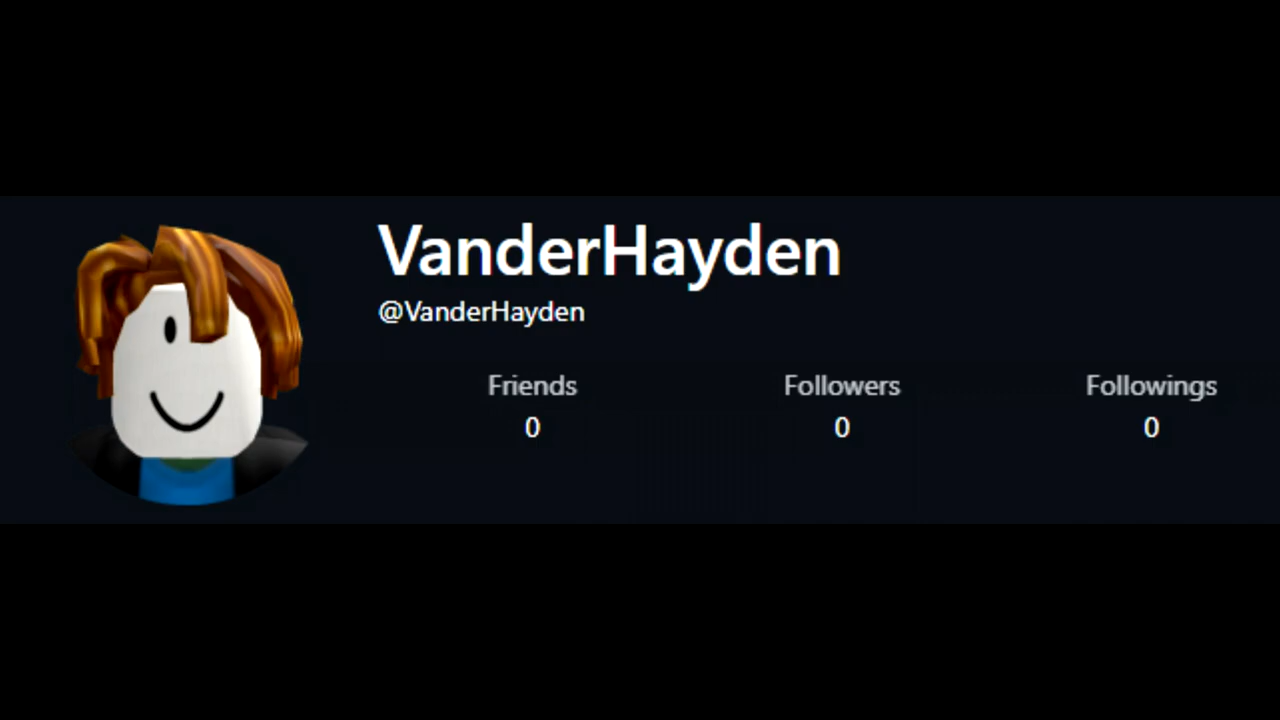 VanderHayden
@VanderHayden
Friends Followers Followings
0 0 0